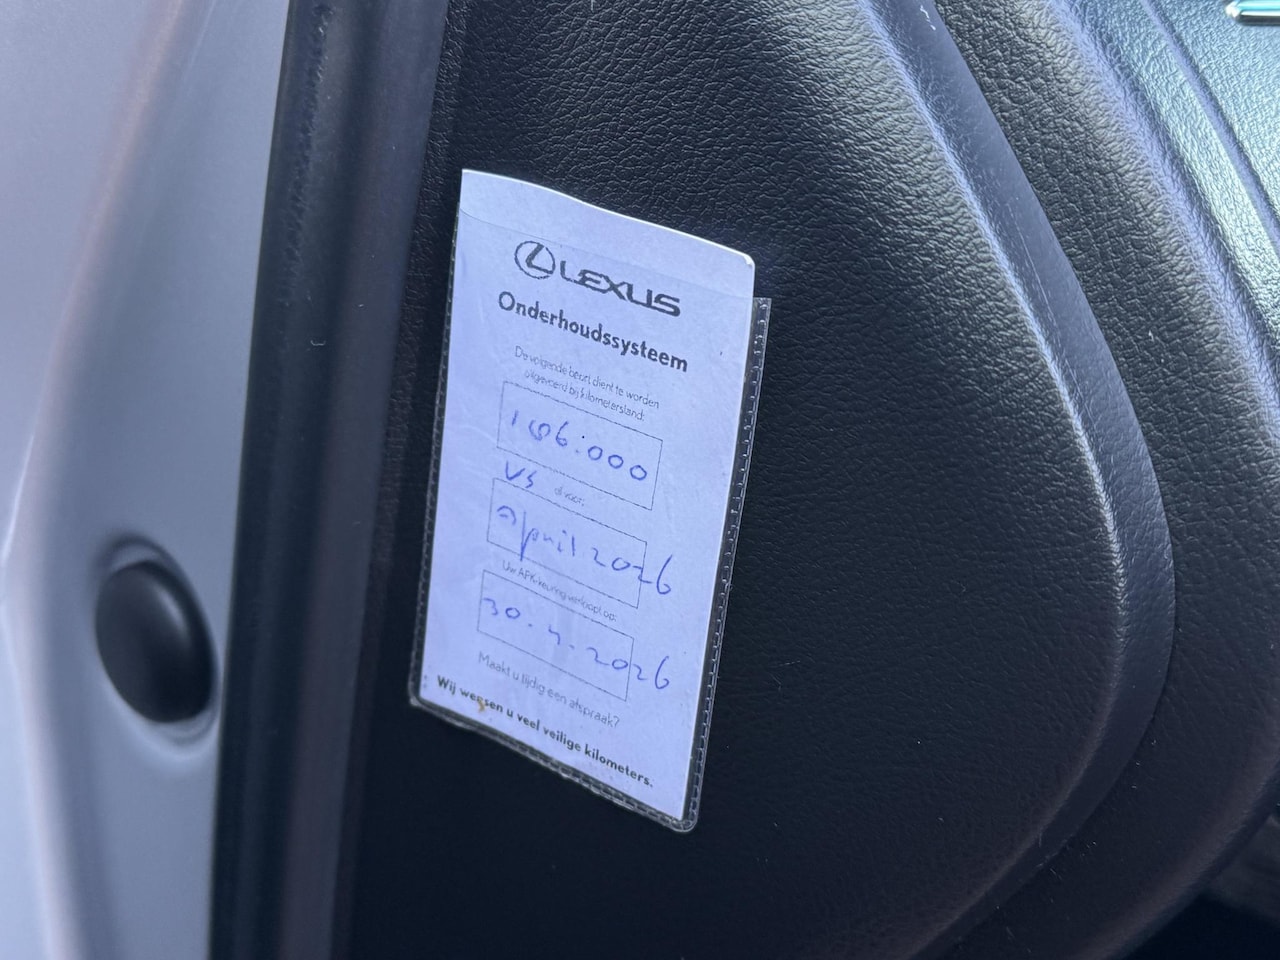 LEXUS
Onderhoudssysteem
De volgende beurt dient te worden
uitgevoerd bij kilometerstand:
.000
VS of voor:
april 2026
Uw APK-keuring verloopt op:
30-4-2026
Maakt u tijdig een afspraak?
Wij wensen u veel veilige kilometers.